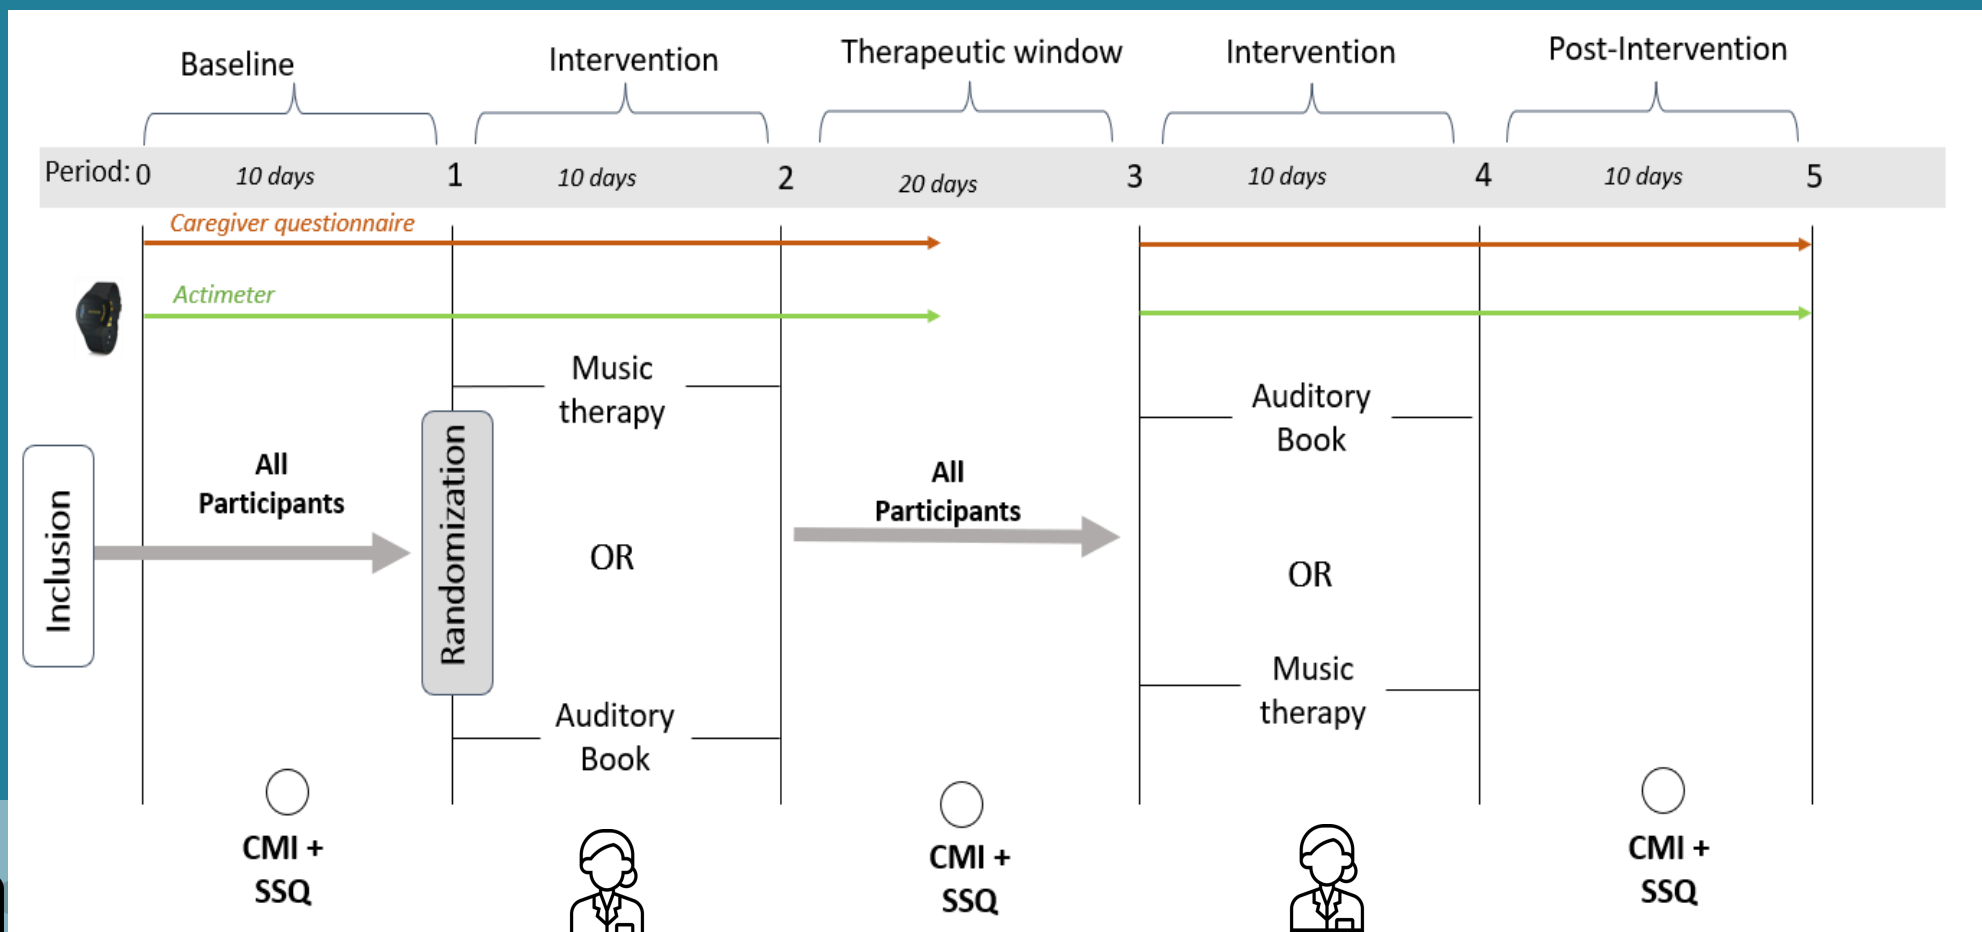 Baseline
Intervention
Therapeutic window
Intervention
Post-Intervention
Period: 0 10 days 1 10 days 2 20 days 3 10 days 4 10 days 5
Caregiver questionnaire
Actimeter
Inclusion
All
Participants
Randomization
Music
therapy
OR
Auditory
Book
All
Participants
Auditory
Book
OR
Music
therapy
CMI +
SSQ
CMI +
SSQ
CMI +
SSQ